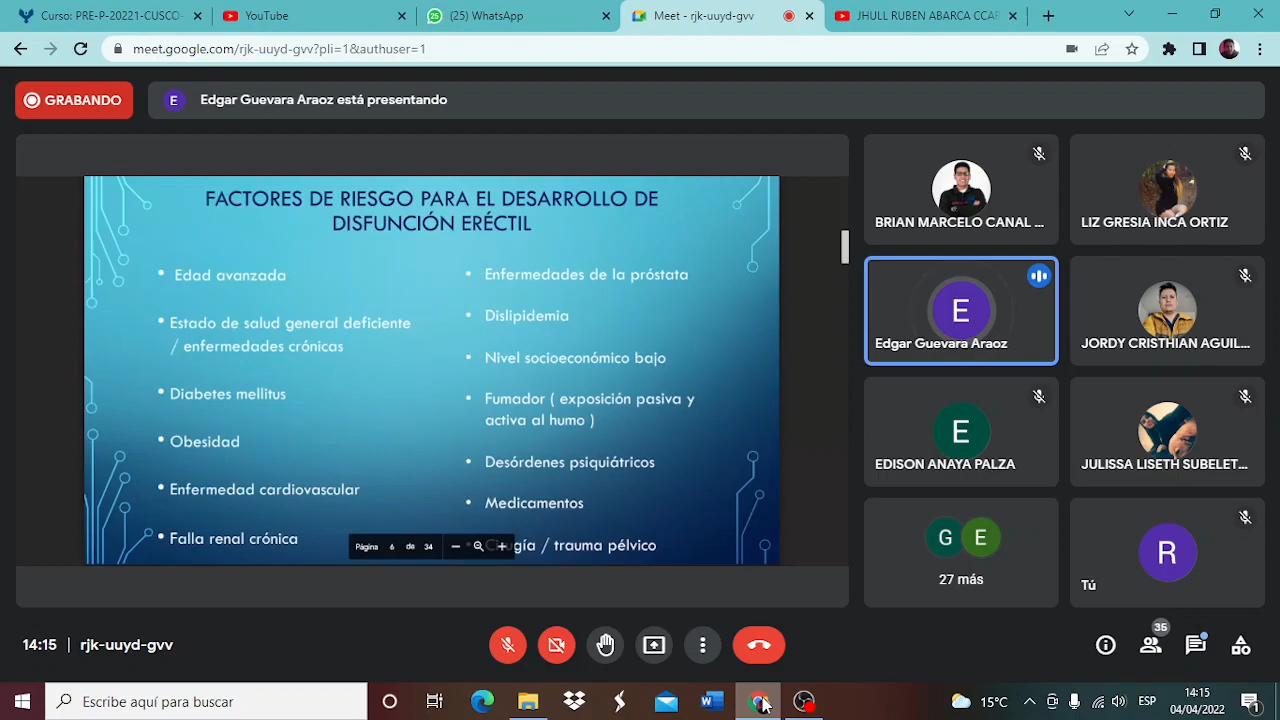 Curso: PRE-P-20221-CUSCO-
YouTube
(25) WhatsApp
Meet - rjk-uuyd-gvv
JHULL RUBEN ABARCA CCAR
meet.google.com/rjk-uuyd-gvv?pli=1&authuser=1
GRABANDO
E
Edgar Guevara Araoz está presentando
FACTORES DE RIESGO PARA EL DESARROLLO DE
DISFUNCIÓN ERÉCTIL
• Edad avanzada
• Estado de salud general deficiente
/ enfermedades crónicas
• Diabetes mellitus
• Obesidad
• Enfermedad cardiovascular
• Falla renal crónica
• Enfermedades de la próstata
• Dislipidemia
• Nivel socioeconómico bajo
• Fumador ( exposición pasiva y
activa al humo )
• Desórdenes psiquiátricos
• Medicamentos
• Cirugía / trauma pélvico
Página 6 de 34
BRIAN MARCELO CANAL ...
LIZ GRESIA INCA ORTIZ
E
Edgar Guevara Araoz
JORDY CRISTHIAN AGUIL...
E
EDISON ANAYA PALZA
JULISSA LISETH SUBELET...
G E
27 más
R
Tú
14:15 | rjk-uuyd-gvv
35
Escribe aquí para buscar
15°C
ESP
14:15
04/04/2022
1